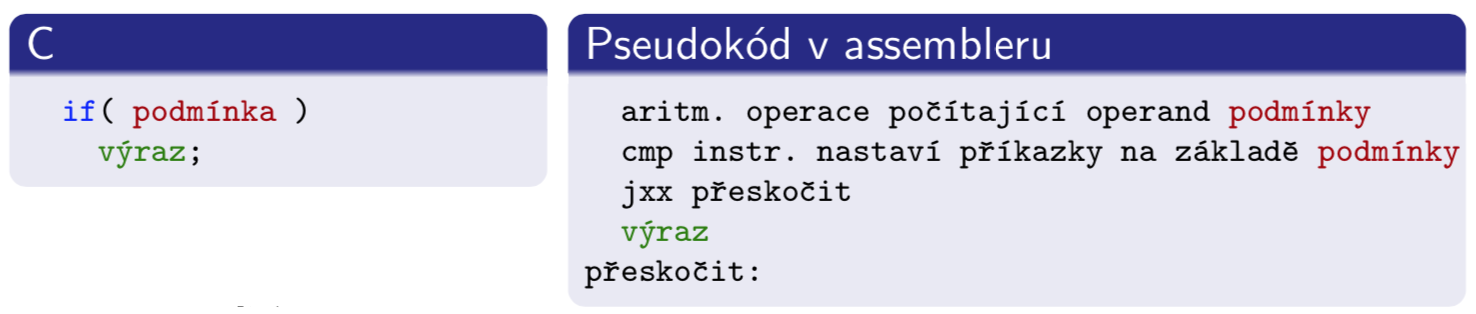 C
if( podmínka )
výraz;
Pseudokód v assembleru
aritm. operace počítající operand podmínky
cmp instr. nastaví příkazky na základě podmínky
jxx přeskočit
výraz
přeskočit: